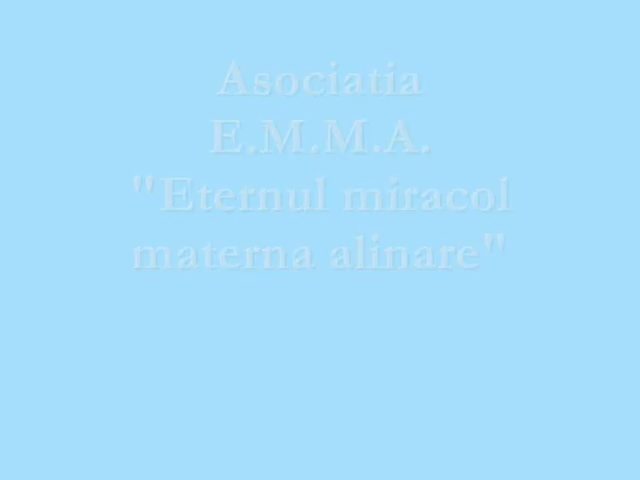 Asociatia
E.M.M.A.
"Eternul miracol
materna alinare"